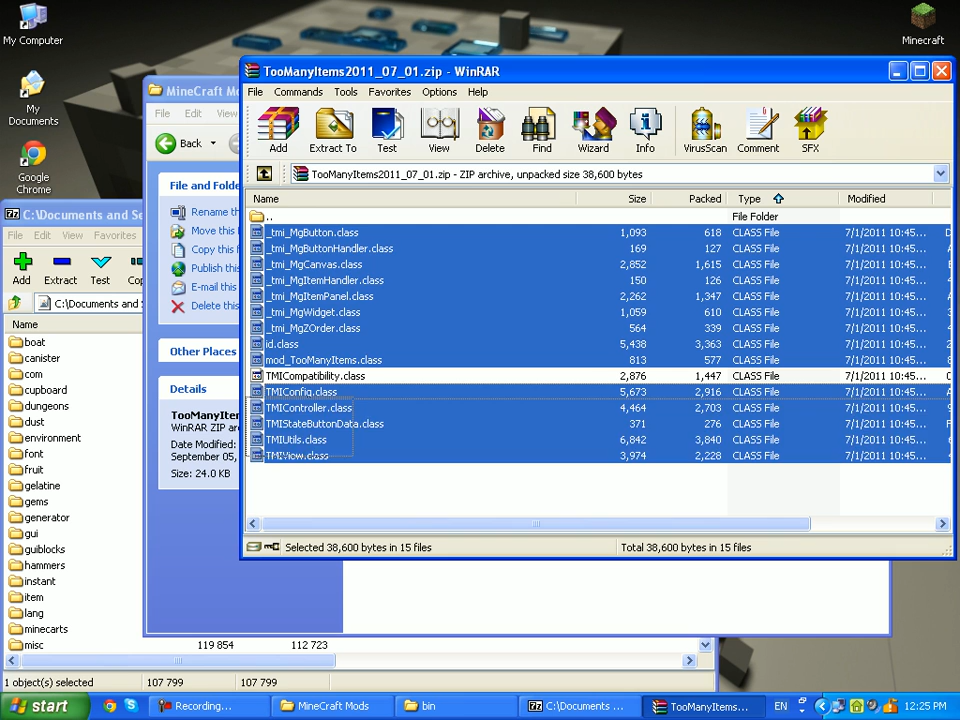 My Computer
My
Documents
Google
Chrome
Minecraft
TooManyItems2011_07_01.zip - WinRAR
File Commands Tools Favorites Options Help
Add Extract To Test View Delete Find Wizard Info VirusScan Comment SFX
TooManyItems2011_07_01.zip - ZIP archive, unpacked size 38,600 bytes
Name Size Packed Type Modified
.. File Folder
_tmi_MgButton.class 1,093 618 CLASS File 7/1/2011 10:45...
_tmi_MgButtonHandler.class 169 127 CLASS File 7/1/2011 10:45...
_tmi_MgCanvas.class 2,852 1,615 CLASS File 7/1/2011 10:45...
_tmi_MgItemHandler.class 150 126 CLASS File 7/1/2011 10:45...
_tmi_MgItemPanel.class 2,262 1,347 CLASS File 7/1/2011 10:45...
_tmi_MgWidget.class 1,059 610 CLASS File 7/1/2011 10:45...
_tmi_MgZOrder.class 564 339 CLASS File 7/1/2011 10:45...
id.class 5,438 3,363 CLASS File 7/1/2011 10:45...
mod_TooManyItems.class 813 577 CLASS File 7/1/2011 10:45...
TMICompatibility.class 2,876 1,447 CLASS File 7/1/2011 10:45...
TMIConfig.class 5,673 2,916 CLASS File 7/1/2011 10:45...
TMIController.class 4,464 2,703 CLASS File 7/1/2011 10:45...
TMIStateButtonData.class 371 276 CLASS File 7/1/2011 10:45...
TMIUtils.class 6,842 3,840 CLASS File 7/1/2011 10:45...
TMIView.class 3,974 2,228 CLASS File 7/1/2011 10:45...
Selected 38,600 bytes in 15 files Total 38,600 bytes in 15 files
MineCraft Mo
File Edit View
Back
File and Folde
Rename th
Move this
Copy this
Publish thi
E-mail this
Delete this
Other Places
Details
TooManyIter
WinRAR ZIP ar
Date Modified:
September 05,
Size: 24.0 KB
C:\Documents and Se
File Edit View Favorites
Add Extract Test Cop
C:\Documents and
Name
boat
canister
com
cupboard
dungeons
dust
environment
font
fruit
gelatine
gems
generator
gui
guiblocks
hammers
instant
item
lang
minecarts
misc 119 854 112 723
1 object(s) selected 107 799 107 799
start Recording... MineCraft Mods bin C:\Documents ... TooManyItems... EN 12:25 PM